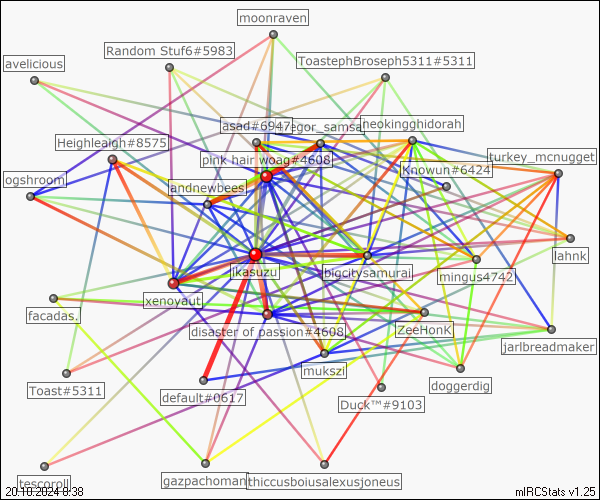 moonraven
Random Stuf6#5983
ToastephBroseph5311#5311
avelicious
asad#6947
egor_samsa
neokingghidorah
Heighleaigh#8575
pink hair woag#4608
Knowun#6424
turkey_mcnugget
ogshroom
andnewbees
lahnk
jkasuzu
bigcitysamurai
mingus4742
xenoyaut
facadas.
disaster of passion#4608
ZeeHonK
jarlbreadmaker
mukszi
Toast#5311
default#0617
doggerdig
Duck™#9103
tescoroll
gazpachoman
thiccusboiusalexusjoneus
20.10.2024 8:38
mIRCStats v1.25